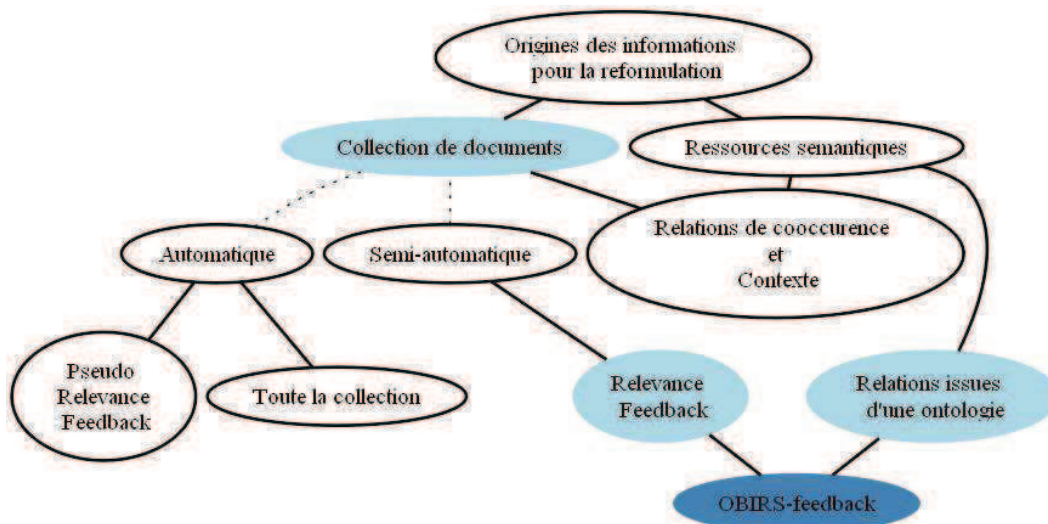 Origines des informations
pour la reformulation
Collection de documents
Ressources semantiques
Automatique
Semi-automatique
Relations de cooccurence
et
Contexte
Pseudo
Relevance
Feedback
Toute la collection
Relevance
Feedback
Relations issues
d'une ontologie
OBIRS-feedback